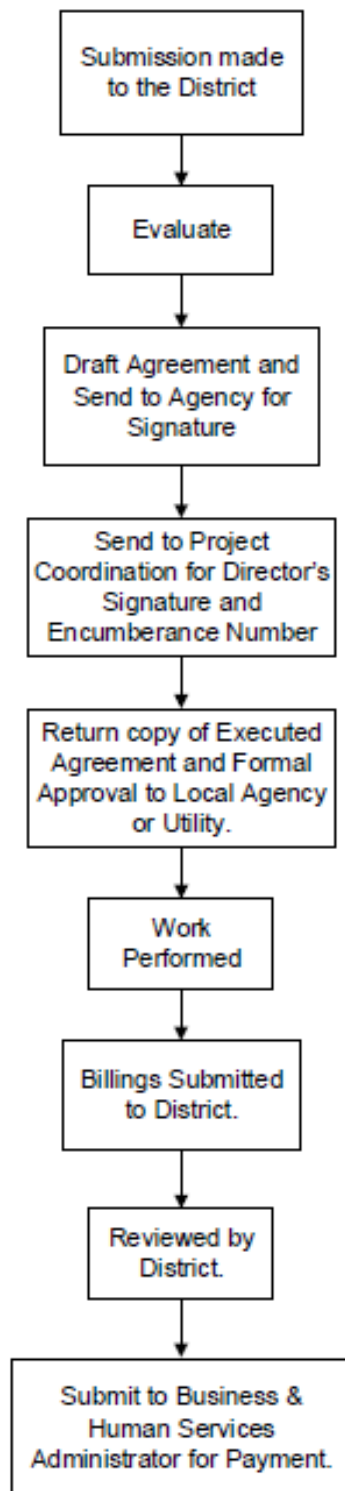 Submission made
to the District
Evaluate
Draft Agreement and
Send to Agency for
Signature
Send to Project
Coordination for Director's
Signature and
Encumberance Number
Return copy of Executed
Agreement and Formal
Approval to Local Agency
or Utility.
Work
Performed
Billings Submitted
to District.
Reviewed by
District.
Submit to Business &
Human Services
Administrator for Payment.